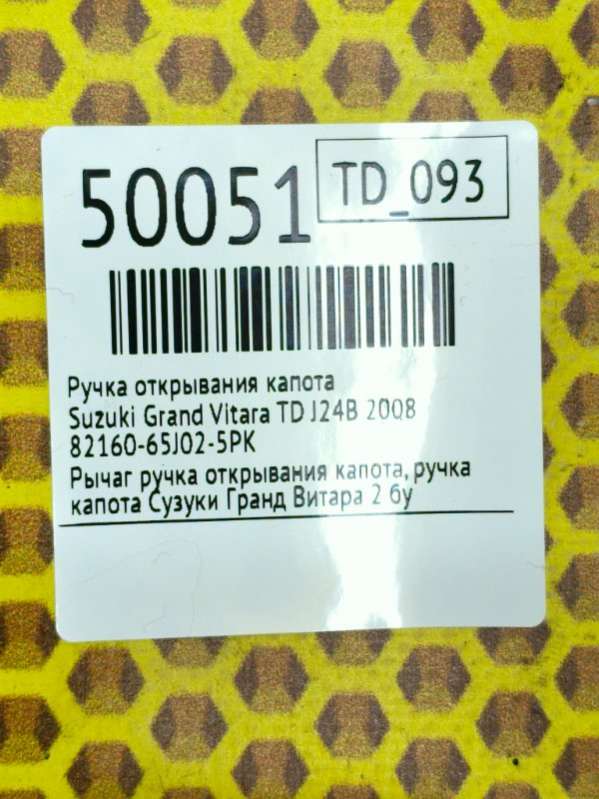 50051
TD_093
Ручка открывания капота
Suzuki Grand Vitara TD J24B 2008
82160-65J02-5PK
Рычаг ручка открывания капота, ручка
капота Сузуки Гранд Витара 2 бу